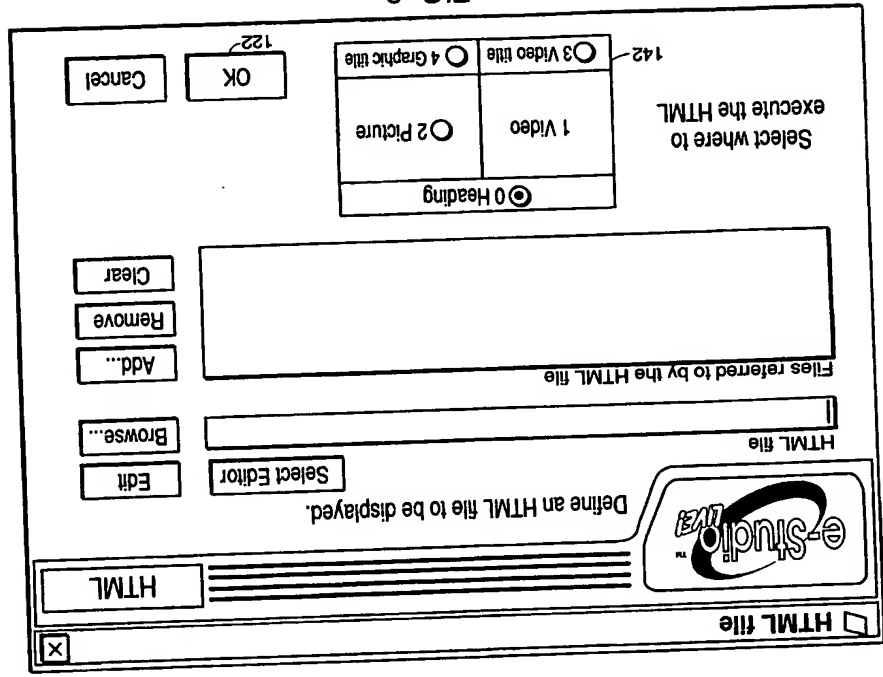 HTML file
X
e-Studio LIVE! ™
HTML
Define an HTML file to be displayed.
Select Editor
Edit
HTML file
Browse...
Files referred to by the HTML file
Add...
Remove
Clear
Select where to
execute the HTML
0 Heading
1 Video
2 Picture
3 Video title
4 Graphic title
142
OK
122
Cancel